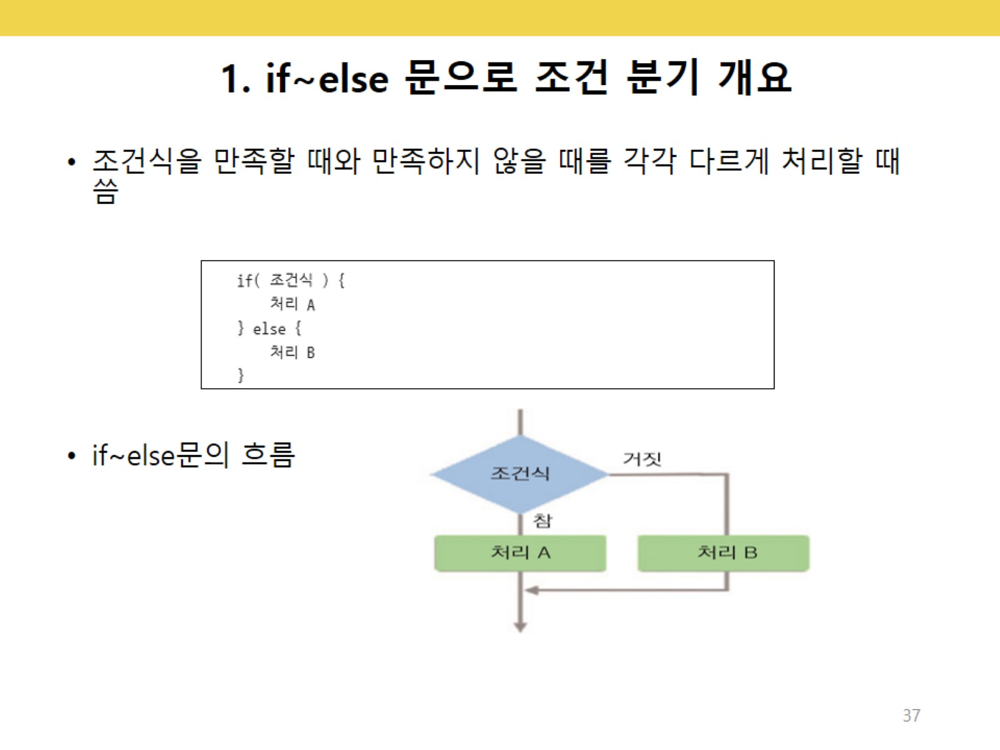 1. if~else 문으로 조건 분기 개요
• 조건식을 만족할 때와 만족하지 않을 때를 각각 다르게 처리할 때
씀
if( 조건식 ) {
    처리 A
} else {
    처리 B
}
• if~else문의 흐름
조건식
거짓
참
처리 A
처리 B
37